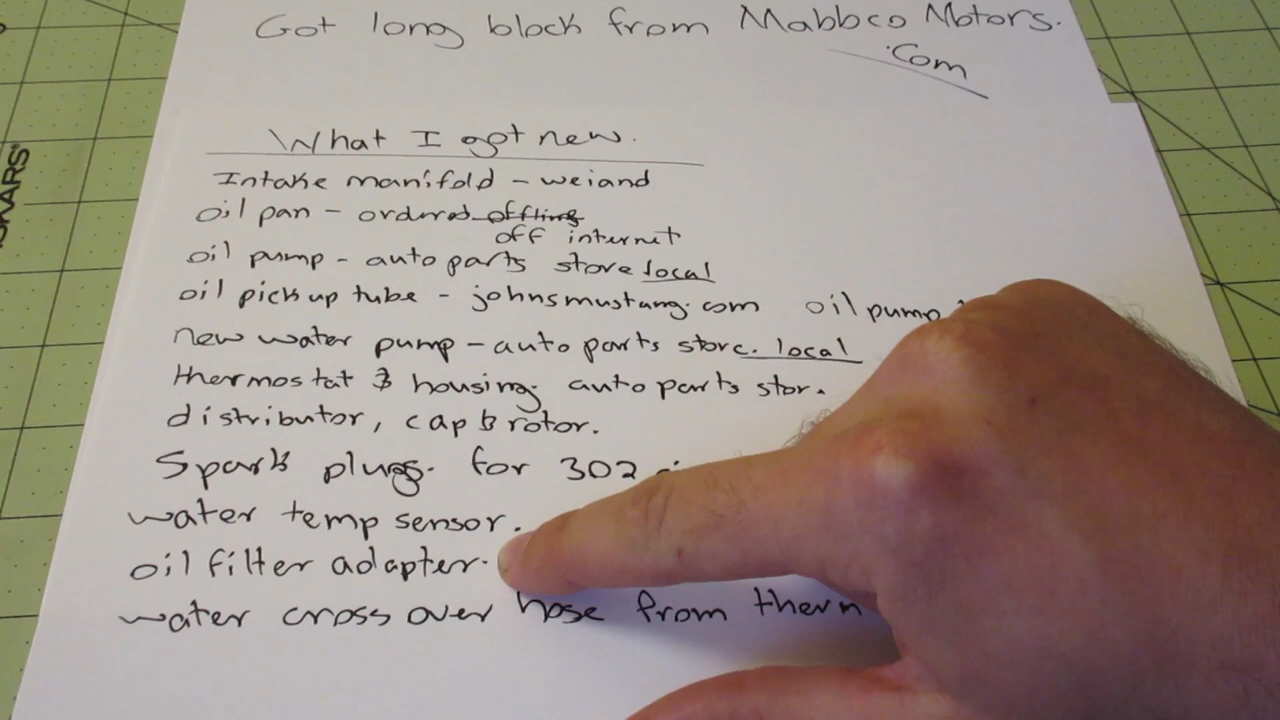 Got long block from Mabbco Motors.
.Com
What I got new.
Intake manifold - weiand
oil pan - ordered offline
off internet
oil pump - auto parts store local
oil pick up tube - johnsmustang.com oil pump
new water pump - auto parts store. local
thermostat & housing. auto parts stor.
distributor, cap & rotor.
Spark plugs. for 302
water temp sensor.
oil filter adapter.
water cross over hose from therm
SKARS